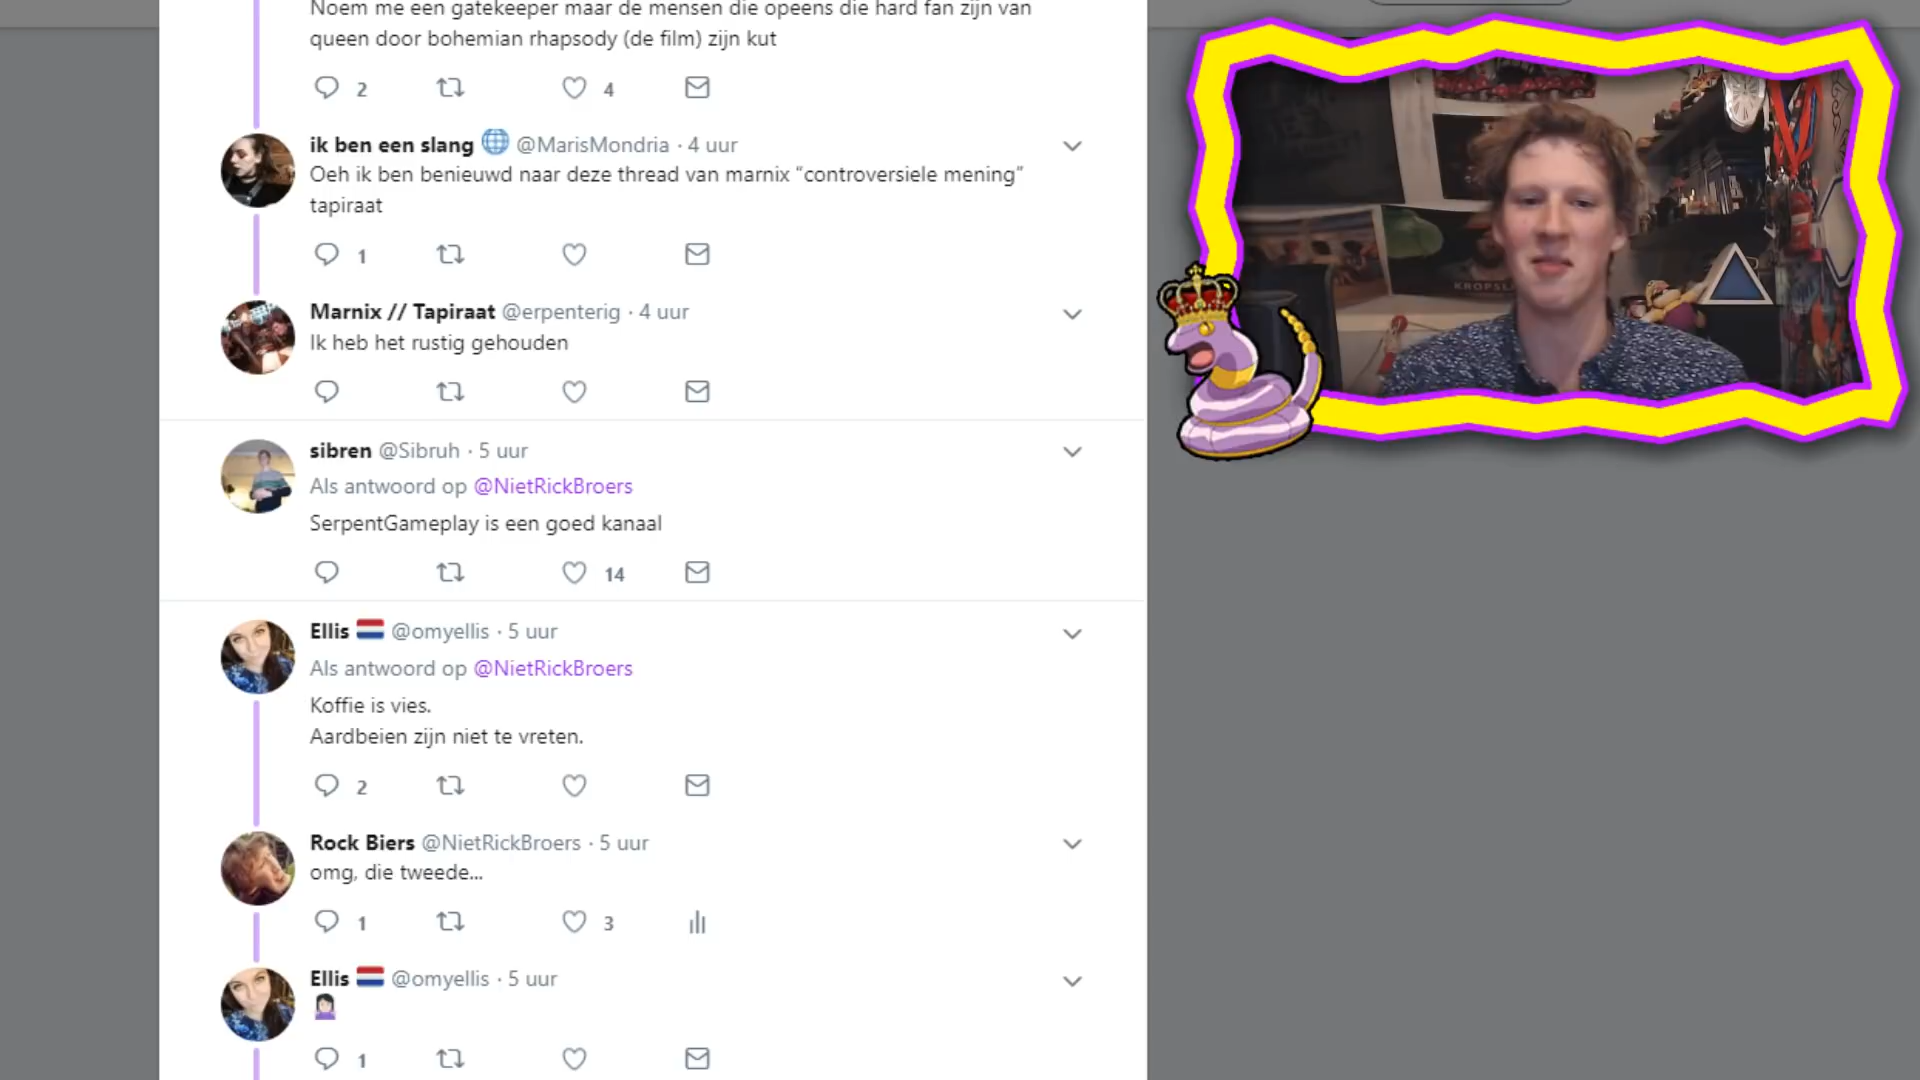 Noem me een gatekeeper maar de mensen die opeens die hard fan zijn van
queen door bohemian rhapsody (de film) zijn kut
2 4
ik ben een slang @MarisMondria · 4 uur
Oeh ik ben benieuwd naar deze thread van marnix “controversiele mening”
tapiraat
1
Marnix // Tapiraat @erpenterig · 4 uur
Ik heb het rustig gehouden
sibren @Sibruh · 5 uur
Als antwoord op @NietRickBroers
SerpentGameplay is een goed kanaal
14
Ellis @omyellis · 5 uur
Als antwoord op @NietRickBroers
Koffie is vies.
Aardbeien zijn niet te vreten.
2
Rock Biers @NietRickBroers · 5 uur
omg, die tweede...
1 3
Ellis @omyellis · 5 uur
1